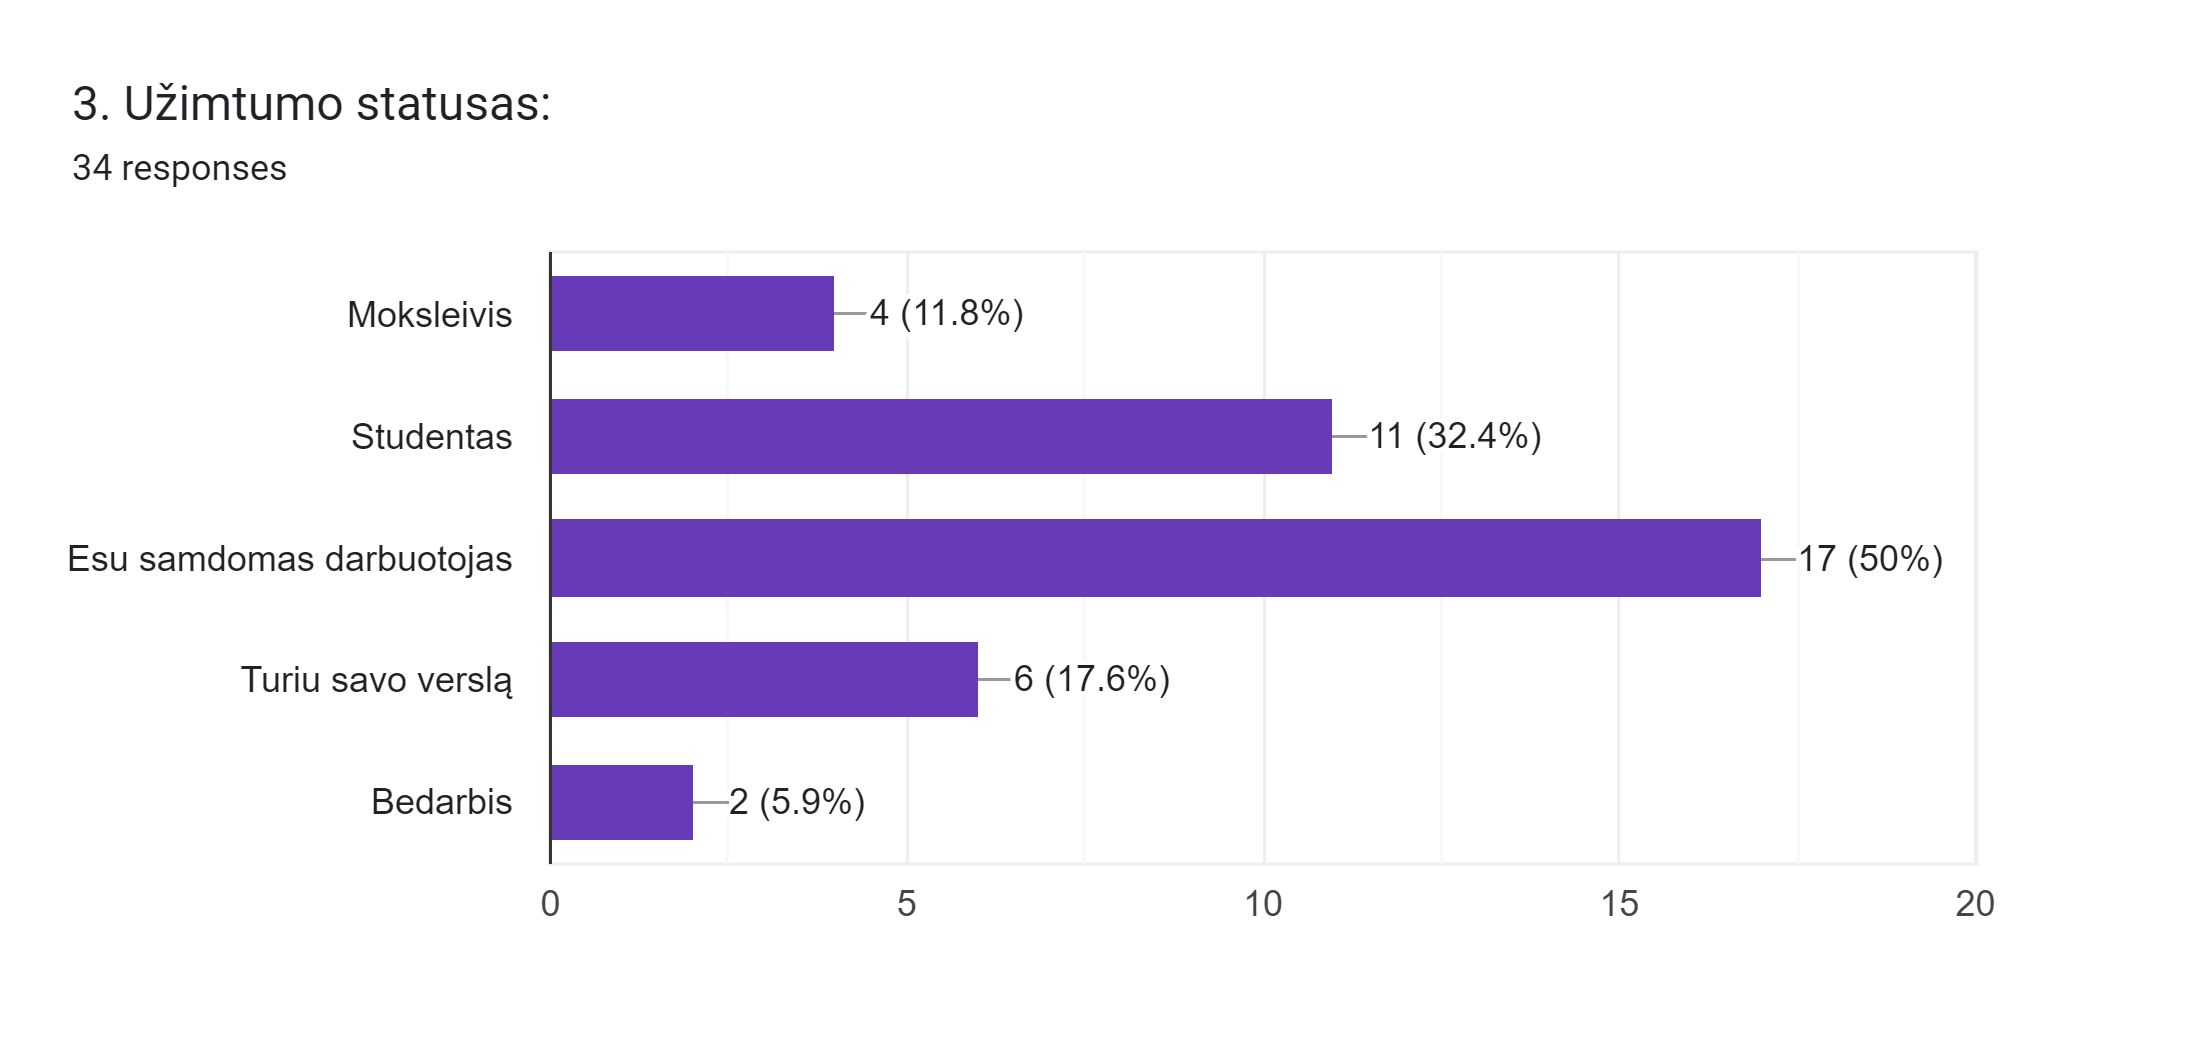 3. Užimtumo statusas:
34 responses
Moksleivis
4 (11.8%)
Studentas
11 (32.4%)
Esu samdomas darbuotojas
17 (50%)
Turiu savo verslą
6 (17.6%)
Bedarbis
2 (5.9%)
0 5 10 15 20